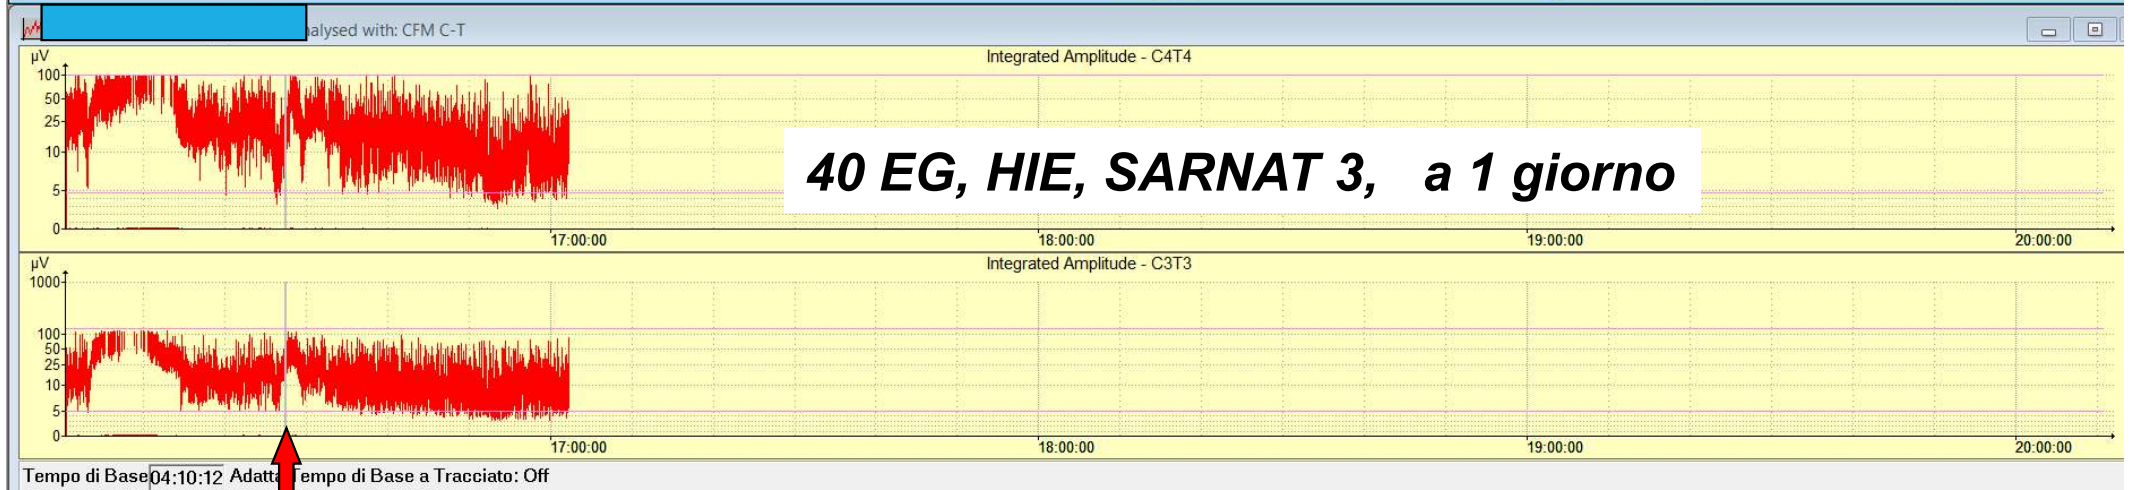 alysed with: CFM C-T
µV
Integrated Amplitude - C4T4
100
50
25
10
5
0
40 EG, HIE, SARNAT 3, a 1 giorno
17:00:00 18:00:00 19:00:00 20:00:00
µV
Integrated Amplitude - C3T3
1000
100
50
25
10
5
0
17:00:00 18:00:00 19:00:00 20:00:00
Tempo di Base 04:10:12 Adatta Tempo di Base a Tracciato: Off